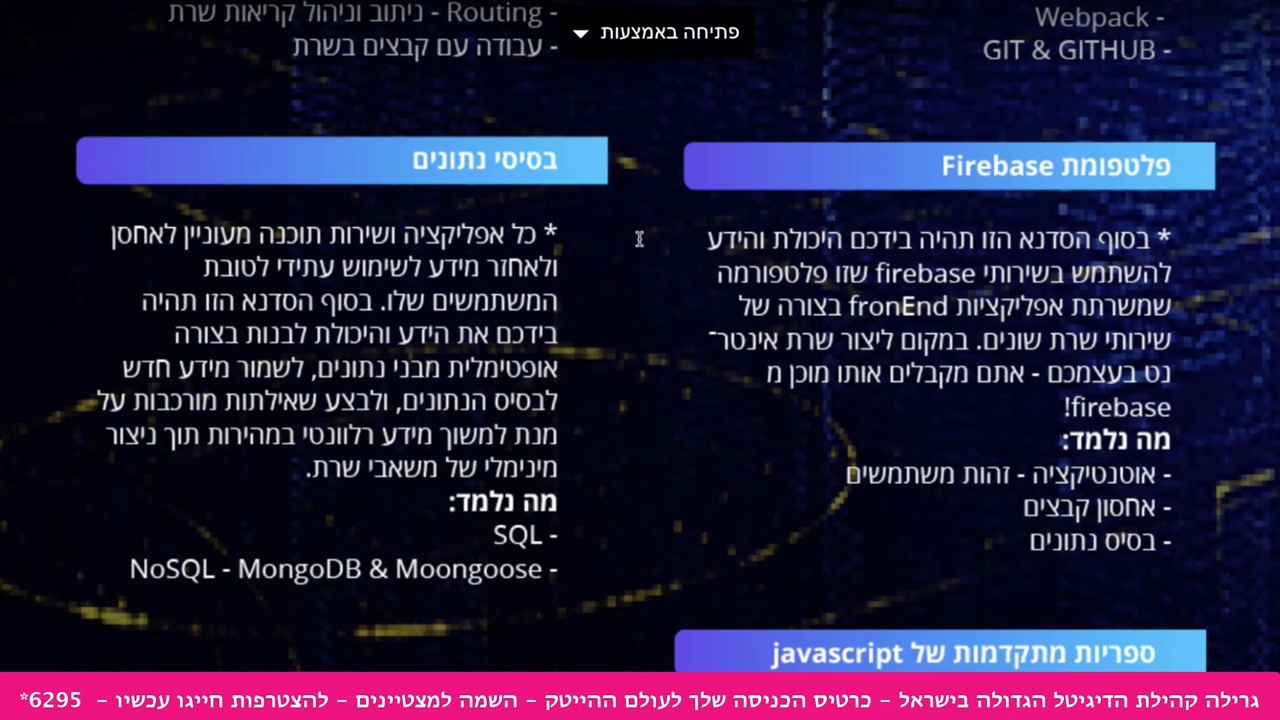 פתיחה באמצעות
- Webpack
- GIT & GITHUB
- Routing - ניתוב וניהול קריאות שרת
- עבודה עם קבצים בשרת
פלטפומת Firebase
* בסוף הסדנא הזו תהיה בידכם היכולת והידע
להשתמש בשירותי firebase שזו פלטפורמה
שמשרתת אפליקציות fronEnd בצורה של
שירותי שרת שונים. במקום ליצור שרת אינטר־
נט בעצמכם - אתם מקבלים אותו מוכן מ
firebase!
מה נלמד:
- אוטנטיקציה - זהות משתמשים
- אחסון קבצים
- בסיס נתונים
בסיסי נתונים
* כל אפליקציה ושירות תוכנה מעוניין לאחסן
ולאחזר מידע לשימוש עתידי לטובת
המשתמשים שלו. בסוף הסדנא הזו תהיה
בידכם את הידע והיכולת לבנות בצורה
אופטימלית מבני נתונים, לשמור מידע חדש
לבסיס הנתונים, ולבצע שאילתות מורכבות על
מנת למשוך מידע רלוונטי במהירות תוך ניצור
מינימלי של משאבי שרת.
מה נלמד:
- SQL
- NoSQL - MongoDB & Moongoose
ספריות מתקדמות של javascript
גרילה קהילת הדיגיטל הגדולה בישראל - כרטיס הכניסה שלך לעולם ההייטק - השמה למצטיינים - להצטרפות חייגו עכשיו - 6295*